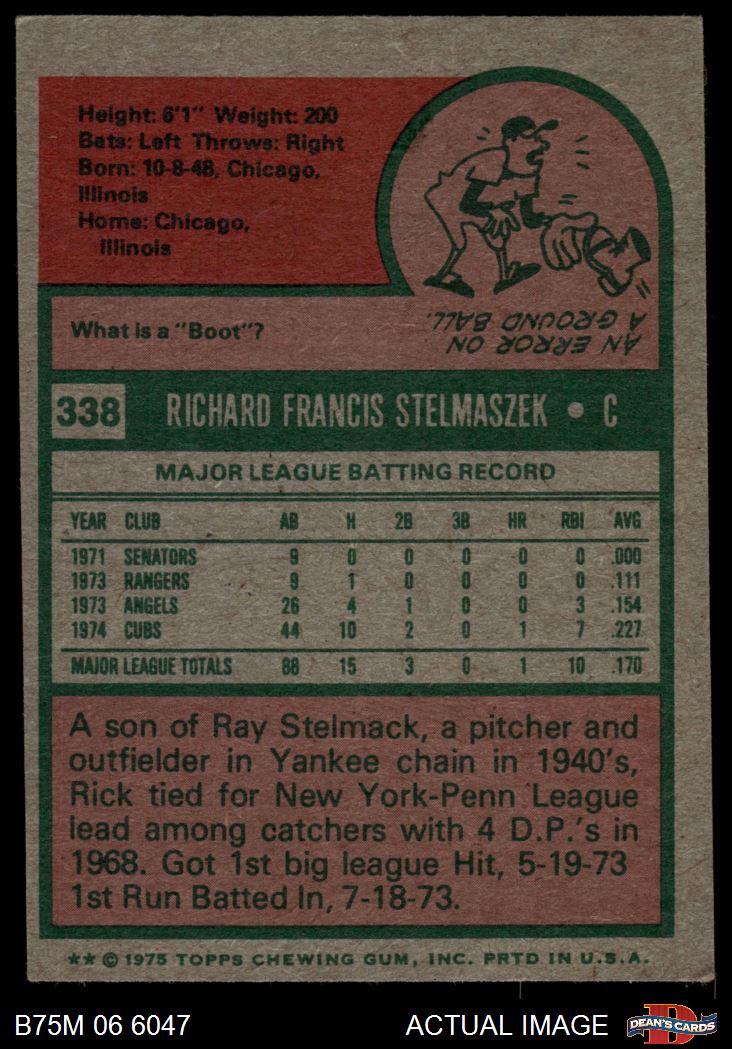 Height: 6'1" Weight: 200
Bats: Left Throws: Right
Born: 10-8-48, Chicago,
Illinois
Home: Chicago,
Illinois
What is a "Boot"?
AN ERROR ON
A GROUND BALL.
338 RICHARD FRANCIS STELMASZEK • C
MAJOR LEAGUE BATTING RECORD
YEAR CLUB AB H 2B 3B HR RBI AVG
1971 SENATORS 9 0 0 0 0 0 .000
1973 RANGERS 9 1 0 0 0 0 .111
1973 ANGELS 26 4 1 0 0 3 .154
1974 CUBS 44 10 2 0 1 7 .227
MAJOR LEAGUE TOTALS 88 15 3 0 1 10 .170
A son of Ray Stelmack, a pitcher and
outfielder in Yankee chain in 1940's,
Rick tied for New York-Penn League
lead among catchers with 4 D.P.'s in
1968. Got 1st big league Hit, 5-19-73
1st Run Batted In, 7-18-73.
** © 1975 TOPPS CHEWING GUM, INC. PRTD IN U.S.A.
B75M 06 6047 ACTUAL IMAGE DEAN'S CARDS